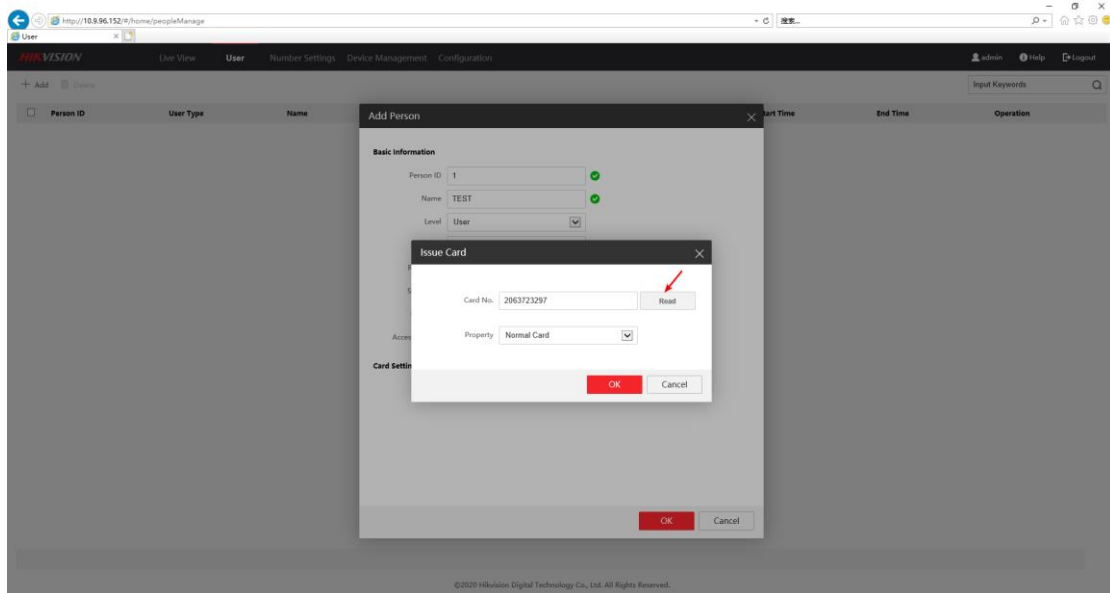 http://10.9.96.152/#/home/peopleManage
搜索...
User
HIKVISION Live View User Number Settings Device Management Configuration admin Help Logout
Add Delete Input Keywords
Person ID User Type Name Start Time End Time Operation
Add Person
Basic Information
Person ID 1
Name TEST
Level User
Issue Card
Card No. 2063723297 Read
Property Normal Card
Acces
Card Settin
OK Cancel
OK Cancel
©2020 Hikvision Digital Technology Co., Ltd. All Rights Reserved.